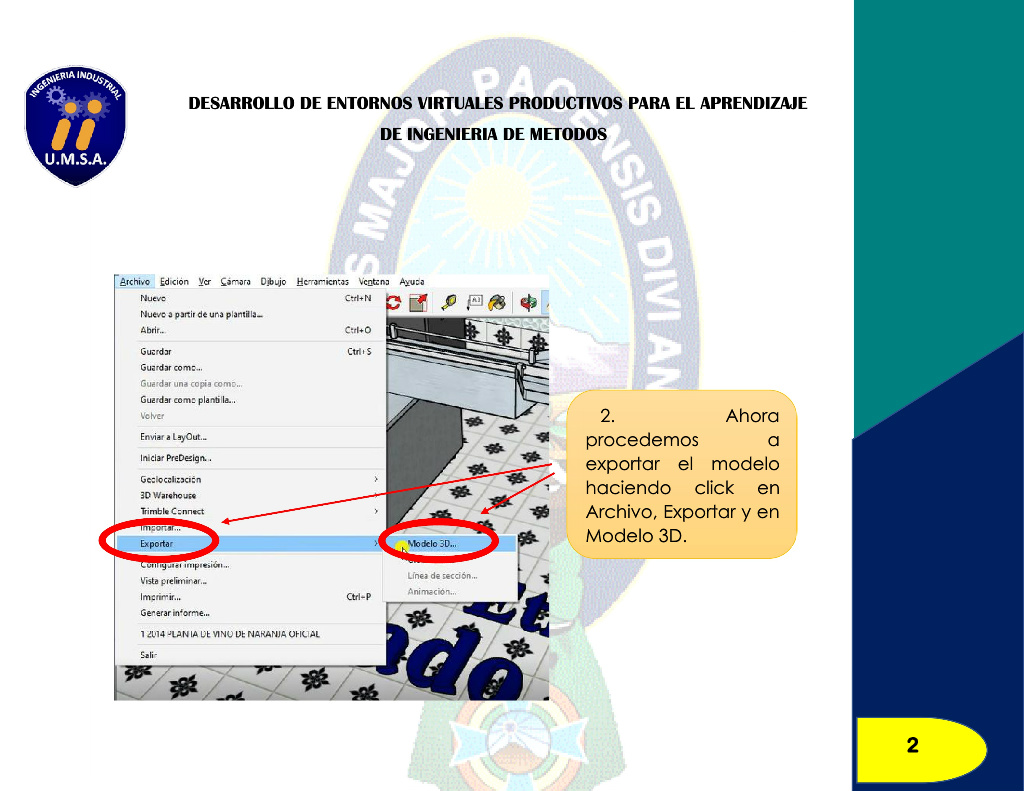 INGENIERIA INDUSTRIAL
U.M.S.A.
DESARROLLO DE ENTORNOS VIRTUALES PRODUCTIVOS PARA EL APRENDIZAJE
DE INGENIERIA DE METODOS
S MAJOR PACENSIS DIVI AN
Archivo Edición Ver Cámara Dibujo Herramientas Ventana Ayuda
Nuevo Ctrl+N
Nuevo a partir de una plantilla...
Abrir... Ctrl+O
Guardar Ctrl+S
Guardar como...
Guardar una copia como...
Guardar como plantilla...
Volver
Enviar a LayOut...
Iniciar PreDesign...
Geolocalización
3D Warehouse
Trimble Connect
Importar...
Exportar
Modelo 3D...
Configurar impresión...
Línea de sección...
Vista preliminar...
Animación...
Imprimir... Ctrl+P
Generar informe...
1 2014 PLANTA DE VINO DE NARANJA OFICIAL
Salir
2. Ahora
procedemos a
exportar el modelo
haciendo click en
Archivo, Exportar y en
Modelo 3D.
2